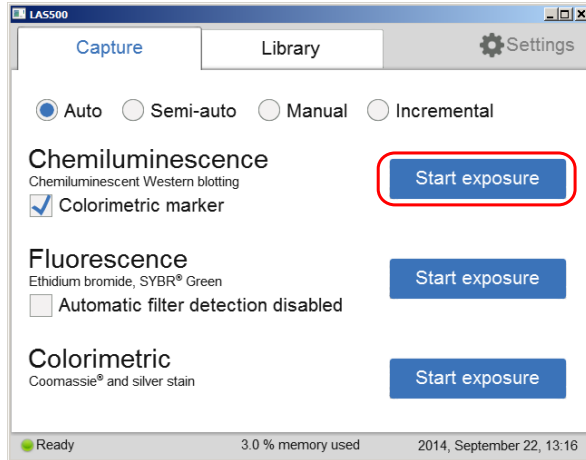 LAS500
Capture Library Settings
Auto Semi-auto Manual Incremental
Chemiluminescence
Chemiluminescent Western blotting
Colorimetric marker
Start exposure
Fluorescence
Ethidium bromide, SYBR® Green
Automatic filter detection disabled
Start exposure
Colorimetric
Coomassie® and silver stain
Start exposure
Ready 3.0 % memory used 2014, September 22, 13:16